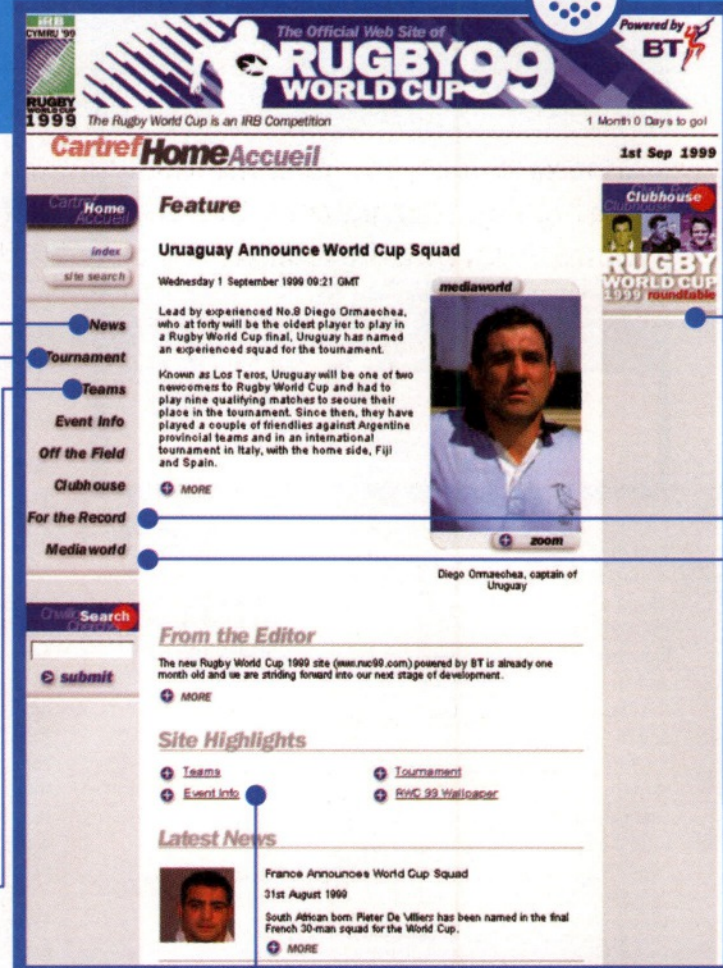 IRB
CYMRU '99
RUGBY
WORLD CUP
1999
The Official Web Site of
RUGBY
WORLD CUP
99
Powered by
BT
The Rugby World Cup is an IRB Competition
1 Month 0 Days to go!
Cartref Home Accueil
1st Sep 1999
Cartref
Home
Accueil
index
site search
News
Tournament
Teams
Event Info
Off the Field
Clubhouse
For the Record
Mediaworld
Search
submit
Feature
Uruaguay Announce World Cup Squad
Wednesday 1 September 1999 09:21 GMT
Lead by experienced No.8 Diego Ormaechea,
who at forty will be the oldest player to play in
a Rugby World Cup final, Uruguay has named
an experienced squad for the tournament.
Known as Los Teros, Uruguay will be one of two
newcomers to Rugby World Cup and had to
play nine qualifying matches to secure their
place in the tournament. Since then, they have
played a couple of friendlies against Argentine
provincial teams and in an international
tournament in Italy, with the home side, Fiji
and Spain.
MORE
mediaworld
zoom
Diego Ormaechea, captain of
Uruguay
From the Editor
The new Rugby World Cup 1999 site (www.rwc99.com) powered by BT is already one
month old and we are striding forward into our next stage of development.
MORE
Site Highlights
Teams
Tournament
Event Info
RWC 99 Wallpaper
Latest News
France Announces World Cup Squad
31st August 1999
South African born Pieter De Villiers has been named in the final
French 30-man squad for the World Cup.
MORE
Clubhouse
Clubhouse
RUGBY
WORLD CUP
1999 roundtable